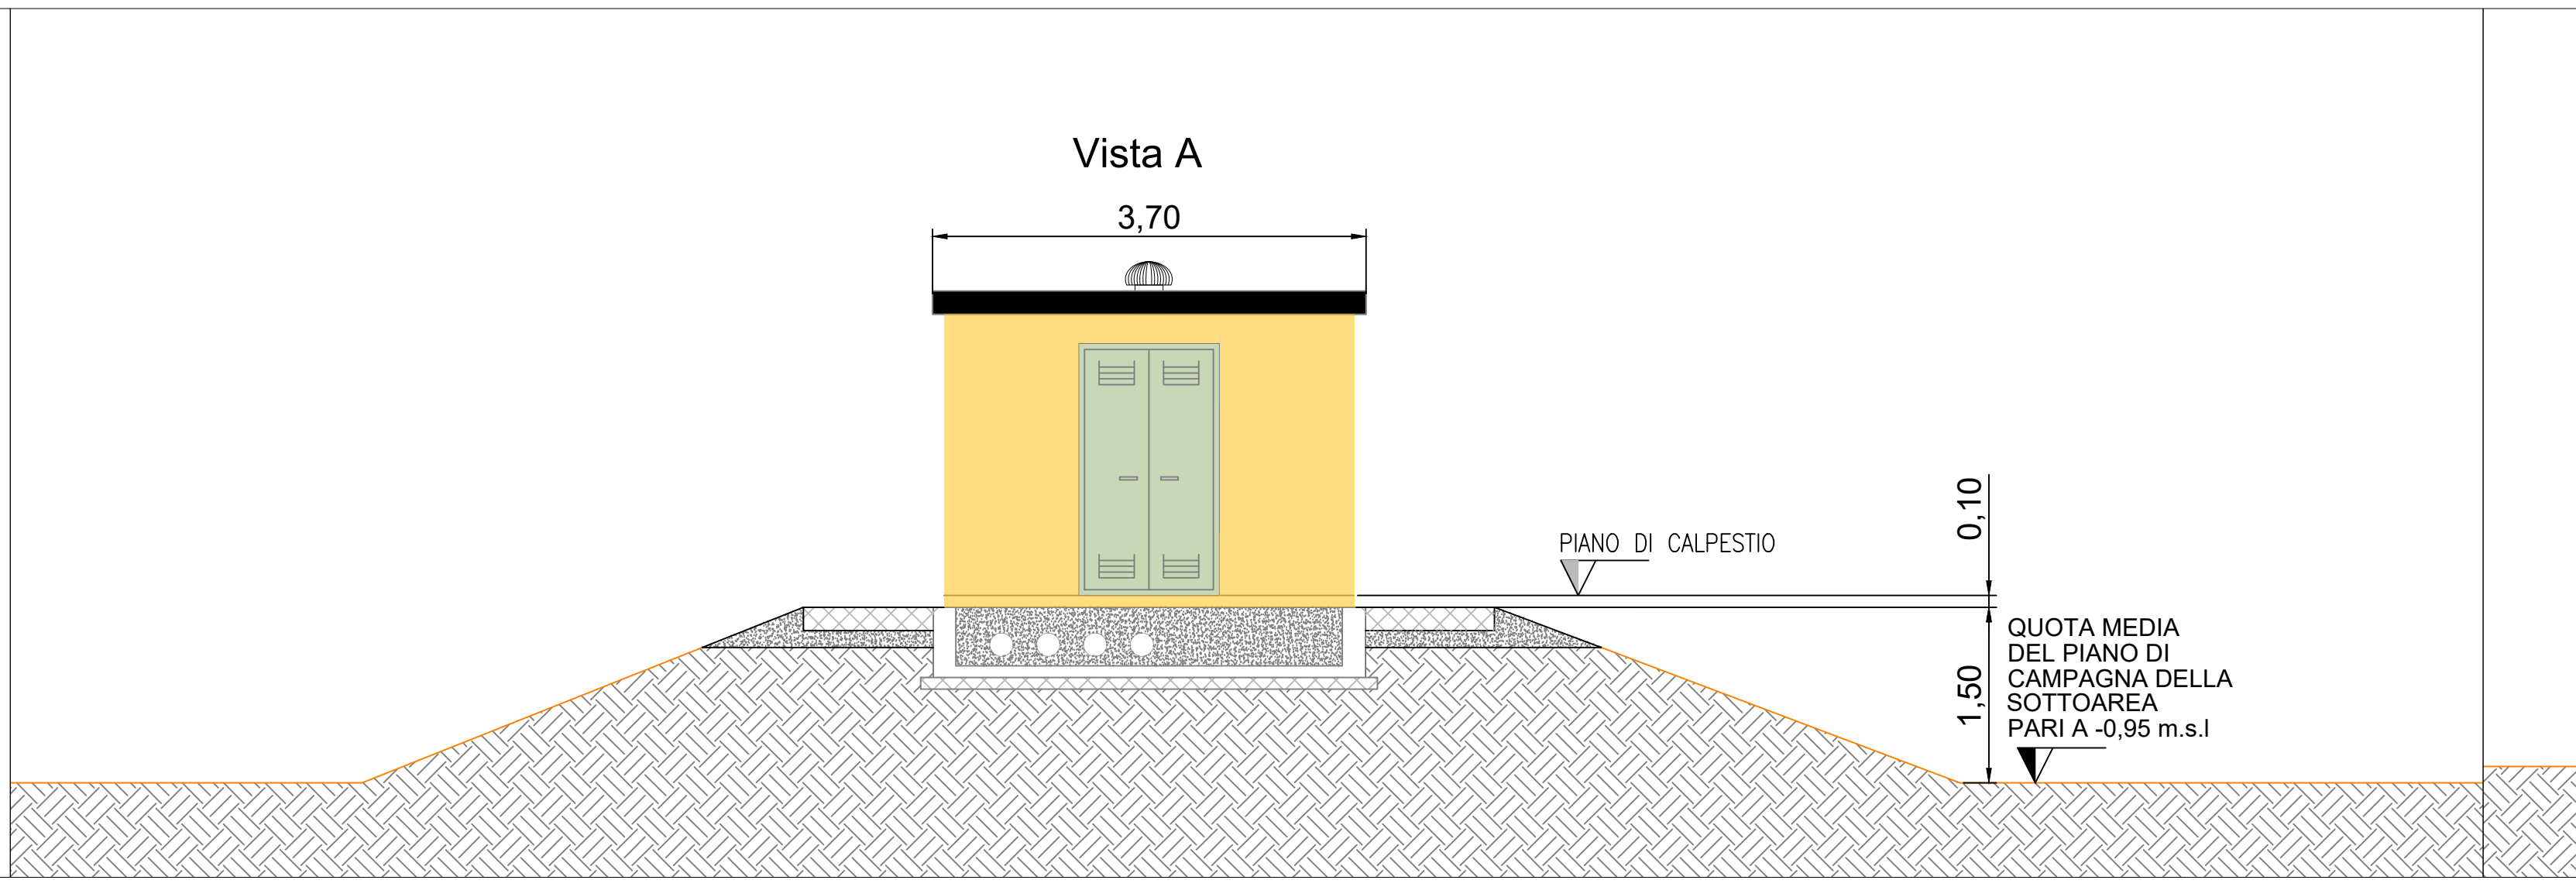 Vista A
3,70
PIANO DI CALPESTIO
0,10
1,50
QUOTA MEDIA
DEL PIANO DI
CAMPAGNA DELLA
SOTTOAREA
PARI A -0,95 m.s.l